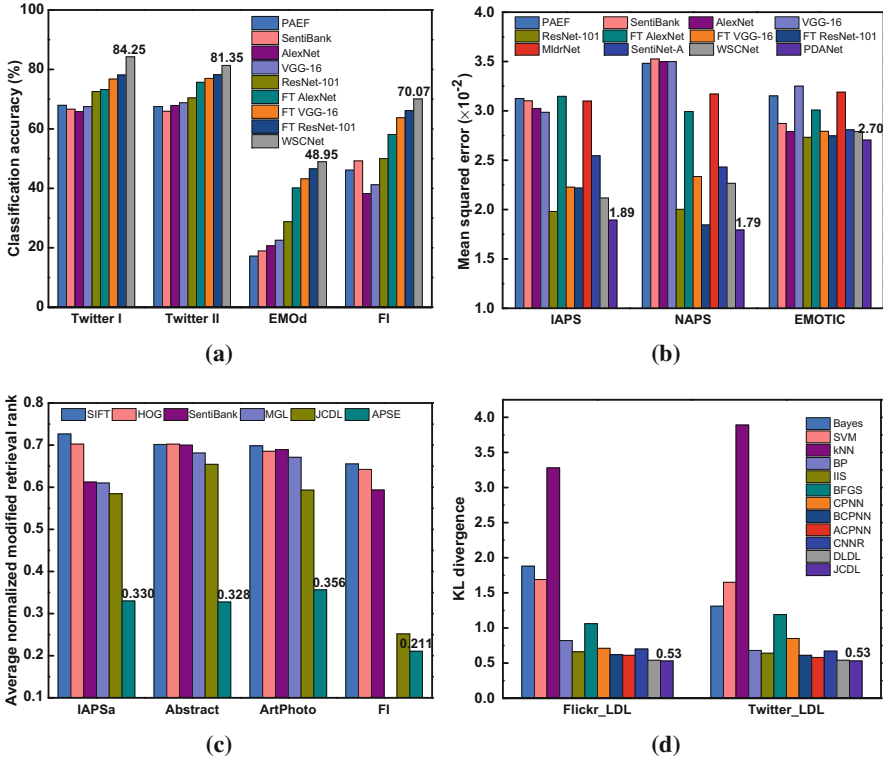 PAEF
SentiBank
AlexNet
VGG-16
ResNet-101
FT AlexNet
FT VGG-16
FT ResNet-101
WSCNet
84.25
81.35
48.95
70.07
100
80
60
40
20
0
Classification accuracy (%)
Twitter I Twitter II EMOd FI
(a)
PAEF SentiBank AlexNet VGG-16
ResNet-101 FT AlexNet FT VGG-16 FT ResNet-101
MldrNet SentiNet-A WSCNet PDANet
4.0
3.5
3.0
2.5
2.0
1.5
1.0
Mean squared error (×10⁻²)
1.89
1.79
2.70
IAPS NAPS EMOTIC
(b)
SIFT HOG SentiBank MGL JCDL APSE
0.8
0.7
0.6
0.5
0.4
0.3
0.2
0.1
Average normalized modified retrieval rank
0.330
0.328
0.356
0.211
IAPSa Abstract ArtPhoto FI
(c)
Bayes
SVM
kNN
BP
IIS
BFGS
CPNN
BCPNN
ACPNN
CNNR
DLDL
JCDL
4.0
3.5
3.0
2.5
2.0
1.5
1.0
0.5
0.0
KL divergence
0.53
0.53
Flickr_LDL Twitter_LDL
(d)